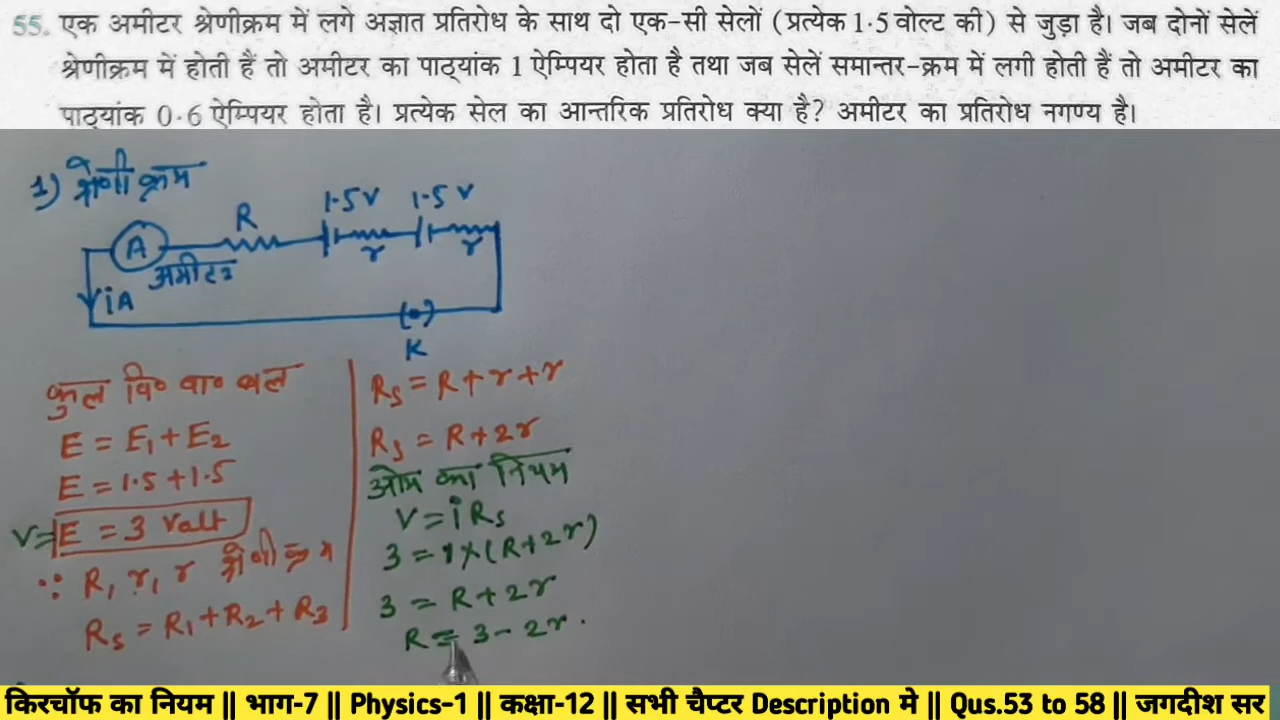 55. एक अमीटर श्रेणीक्रम में लगे अज्ञात प्रतिरोध के साथ दो एक-सी सेलों (प्रत्येक 1·5 वोल्ट की) से जुड़ा है। जब दोनों सेलें
श्रेणीक्रम में होती हैं तो अमीटर का पाठ्यांक 1 ऐम्पियर होता है तथा जब सेलें समान्तर-क्रम में लगी होती हैं तो अमीटर का
पाठ्यांक 0·6 ऐम्पियर होता है। प्रत्येक सेल का आन्तरिक प्रतिरोध क्या है? अमीटर का प्रतिरोध नगण्य है।
1) श्रेणी क्रम
R 1.5V 1.5V
A r r
अमीटर
iA
K
कुल वि० वा० बल
E = E1 + E2
E = 1.5 + 1.5
V = E = 3 Valt
∵ R, r, r श्रेणी क्रम
Rs = R1 + R2 + R3
Rs = R + r + r
Rs = R + 2r
ओम का नियम
V = i Rs
3 = 1 × (R + 2r)
3 = R + 2r
R = 3 - 2r.
किरचॉफ का नियम || भाग-7 || Physics-1 || कक्षा-12 || सभी चैप्टर Description मे || Qus.53 to 58 || जगदीश सर